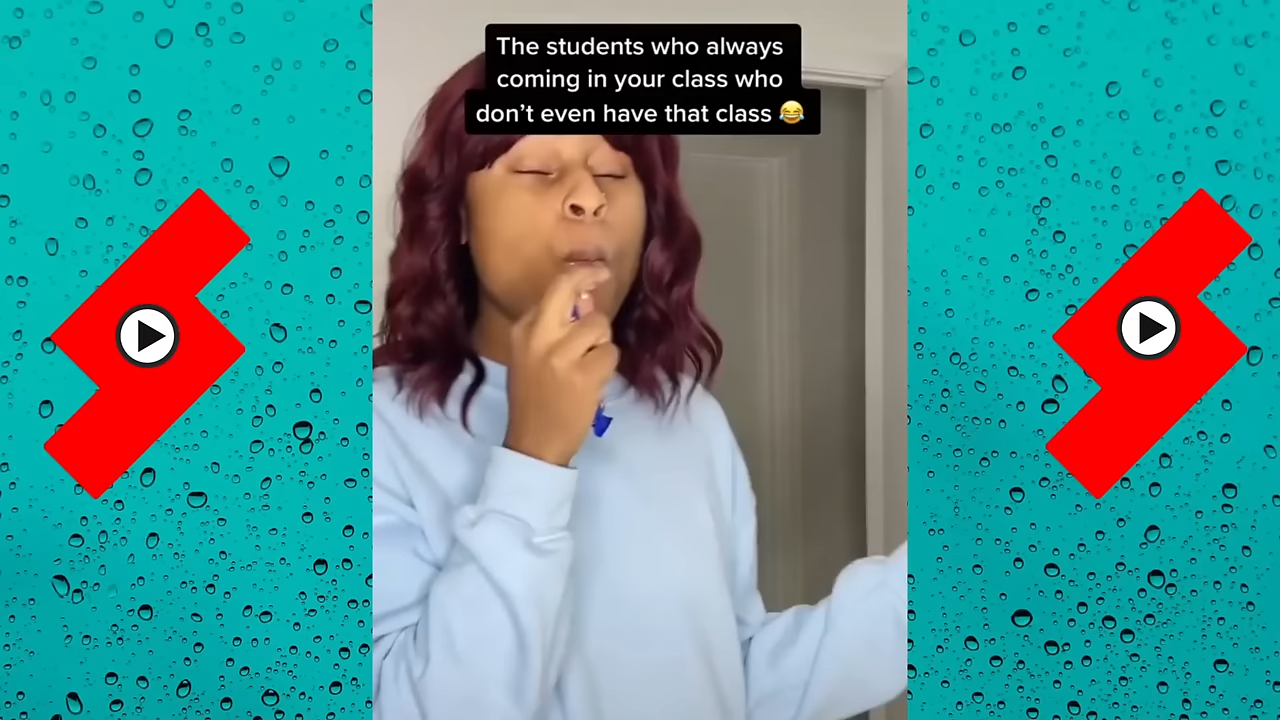 The students who always
coming in your class who
don’t even have that class 😂